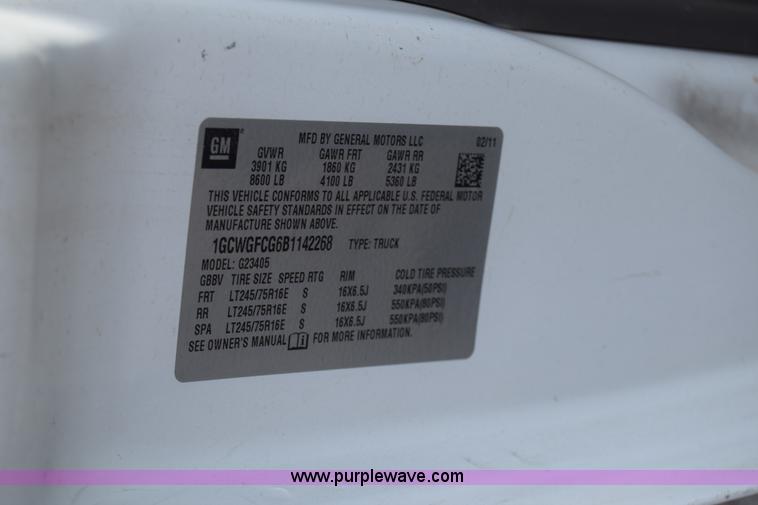 GM
MFD BY GENERAL MOTORS LLC 02/11
GVWR GAWR FRT GAWR RR
3901 KG 1860 KG 2431 KG
8600 LB 4100 LB 5360 LB
THIS VEHICLE CONFORMS TO ALL APPLICABLE U.S. FEDERAL MOTOR
VEHICLE SAFETY STANDARDS IN EFFECT ON THE DATE OF
MANUFACTURE SHOWN ABOVE.
1GCWGFCG6B1142268 TYPE: TRUCK
MODEL: G23405
GBBV TIRE SIZE SPEED RTG RIM COLD TIRE PRESSURE
FRT LT245/75R16E S 16X6.5J 340KPA(50PSI)
RR LT245/75R16E S 16X6.5J 550KPA(80PSI)
SPA LT245/75R16E S 16X6.5J 550KPA(80PSI)
SEE OWNER'S MANUAL FOR MORE INFORMATION.
www.purplewave.com